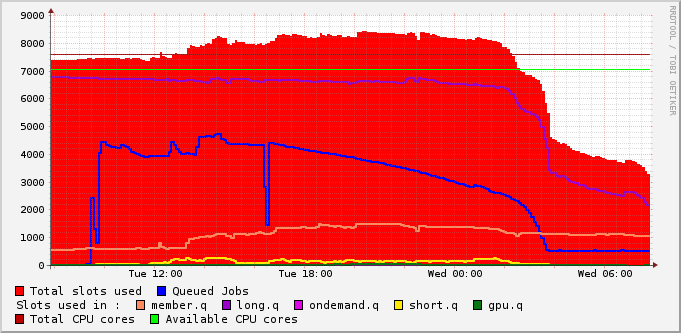 9000
8000
7000
6000
5000
4000
3000
2000
1000
0
Tue 12:00 Tue 18:00 Wed 00:00 Wed 06:00
RRDTOOL / TOBI OETIKER
Total slots used Queued Jobs
Slots used in : member.q long.q ondemand.q short.q gpu.q
Total CPU cores Available CPU cores